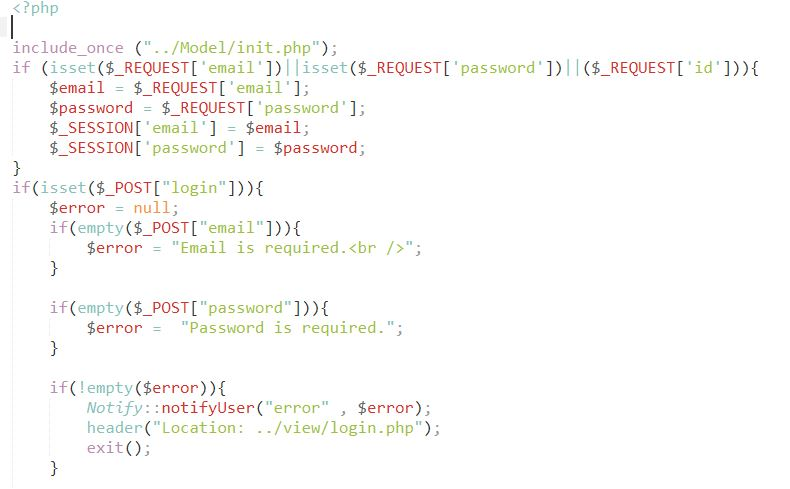 <?php
include_once ("../Model/init.php");
if (isset($_REQUEST['email'])||isset($_REQUEST['password'])||($_REQUEST['id'])){
    $email = $_REQUEST['email'];
    $password = $_REQUEST['password'];
    $_SESSION['email'] = $email;
    $_SESSION['password'] = $password;
}
if(isset($_POST["login"])){
    $error = null;
    if(empty($_POST["email"])){
        $error = "Email is required.<br />";
    }
    if(empty($_POST["password"])){
        $error =  "Password is required.";
    }
    if(!empty($error)){
        Notify::notifyUser("error" , $error);
        header("Location: ../view/login.php");
        exit();
    }